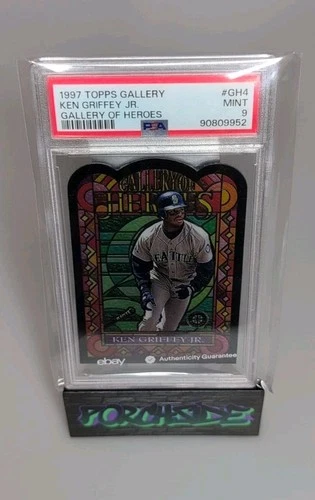 1997 TOPPS GALLERY #GH4
KEN GRIFFEY JR. MINT
GALLERY OF HEROES 9
PSA 90809952
GALLERY OF
HEROES
SEATTLE
KEN GRIFFEY JR.
ebay Authenticity Guarantee
PORCHSIDE